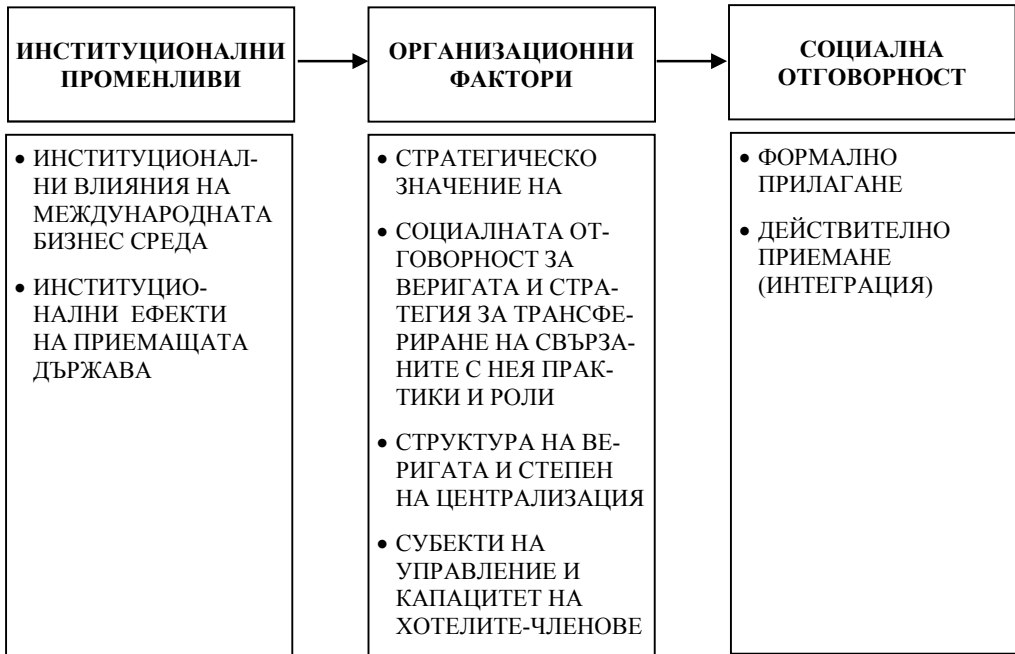 ИНСТИТУЦИОНАЛНИ
ПРОМЕНЛИВИ
ОРГАНИЗАЦИОННИ
ФАКТОРИ
СОЦИАЛНА
ОТГОВОРНОСТ
• ИНСТИТУЦИОНАЛ-
НИ ВЛИЯНИЯ НА
МЕЖДУНАРОДНАТА
БИЗНЕС СРЕДА
• ИНСТИТУЦИО-
НАЛНИ ЕФЕКТИ
НА ПРИЕМАЩАТА
ДЪРЖАВА
• СТРАТЕГИЧЕСКО
ЗНАЧЕНИЕ НА
• СОЦИАЛНАТА ОТ-
ГОВОРНОСТ ЗА
ВЕРИГАТА И СТРА-
ТЕГИЯ ЗА ТРАНСФЕ-
РИРАНЕ НА СВЪРЗА-
НИТЕ С НЕЯ ПРАК-
ТИКИ И РОЛИ
• СТРУКТУРА НА ВЕ-
РИГАТА И СТЕПЕН
НА ЦЕНТРАЛИЗАЦИЯ
• СУБЕКТИ НА
УПРАВЛЕНИЕ И
КАПАЦИТЕТ НА
ХОТЕЛИТЕ-ЧЛЕНОВЕ
• ФОРМАЛНО
ПРИЛАГАНЕ
• ДЕЙСТВИТЕЛНО
ПРИЕМАНЕ
(ИНТЕГРАЦИЯ)